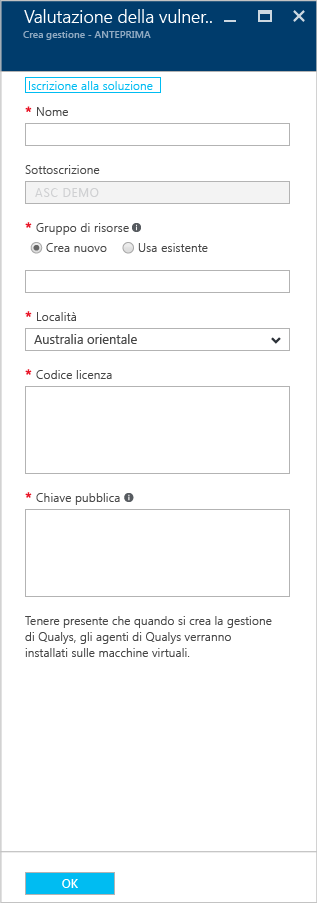 Valutazione della vulner..
Crea gestione - ANTEPRIMA
Iscrizione alla soluzione
* Nome
Sottoscrizione
ASC DEMO
* Gruppo di risorse
Crea nuovo Usa esistente
* Località
Australia orientale
* Codice licenza
* Chiave pubblica
Tenere presente che quando si crea la gestione
di Qualys, gli agenti di Qualys verranno
installati sulle macchine virtuali.
OK